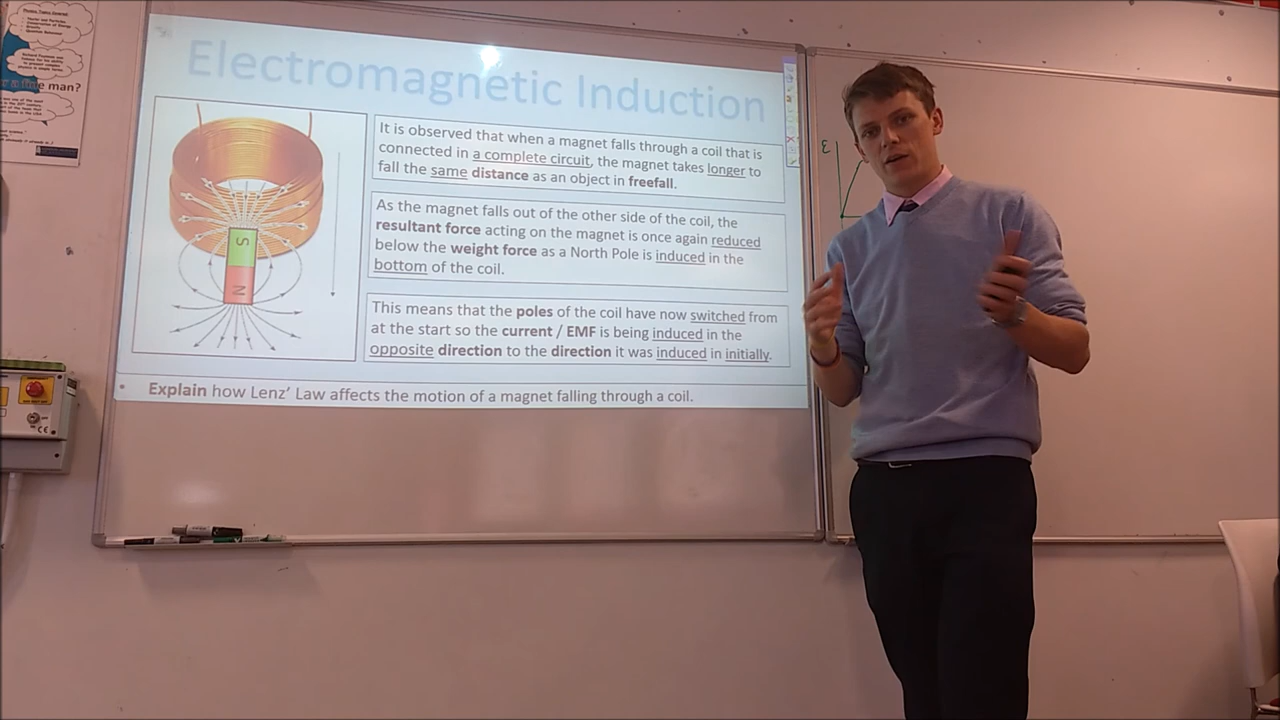 Physics Topics Covered:
r a fine man?
Electromagnetic Induction
S
N
It is observed that when a magnet falls through a coil that is
connected in a complete circuit, the magnet takes longer to
fall the same distance as an object in freefall.
As the magnet falls out of the other side of the coil, the
resultant force acting on the magnet is once again reduced
below the weight force as a North Pole is induced in the
bottom of the coil.
This means that the poles of the coil have now switched from
at the start so the current / EMF is being induced in the
opposite direction to the direction it was induced in initially.
• Explain how Lenz’ Law affects the motion of a magnet falling through a coil.
ε
CE